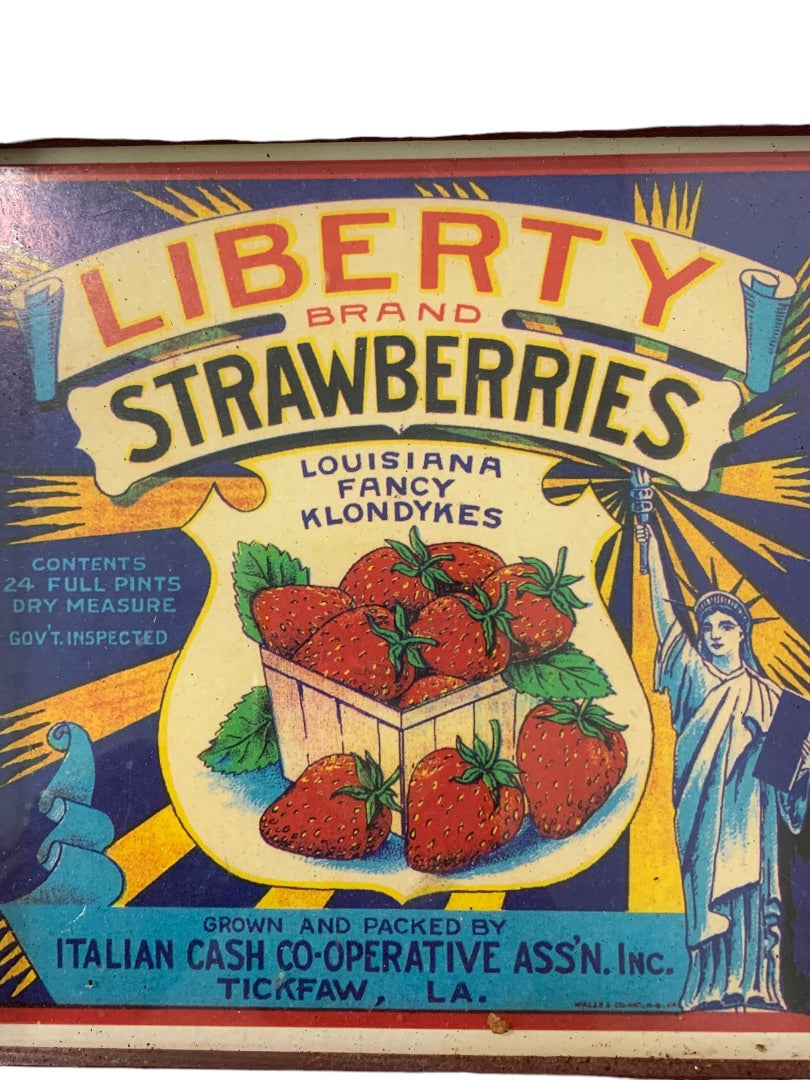 LIBERTY
BRAND
STRAWBERRIES
LOUISIANA
FANCY
KLONDYKES
CONTENTS
24 FULL PINTS
DRY MEASURE
GOV'T. INSPECTED
GROWN AND PACKED BY
ITALIAN CASH CO-OPERATIVE ASS'N. INC.
TICKFAW, LA.